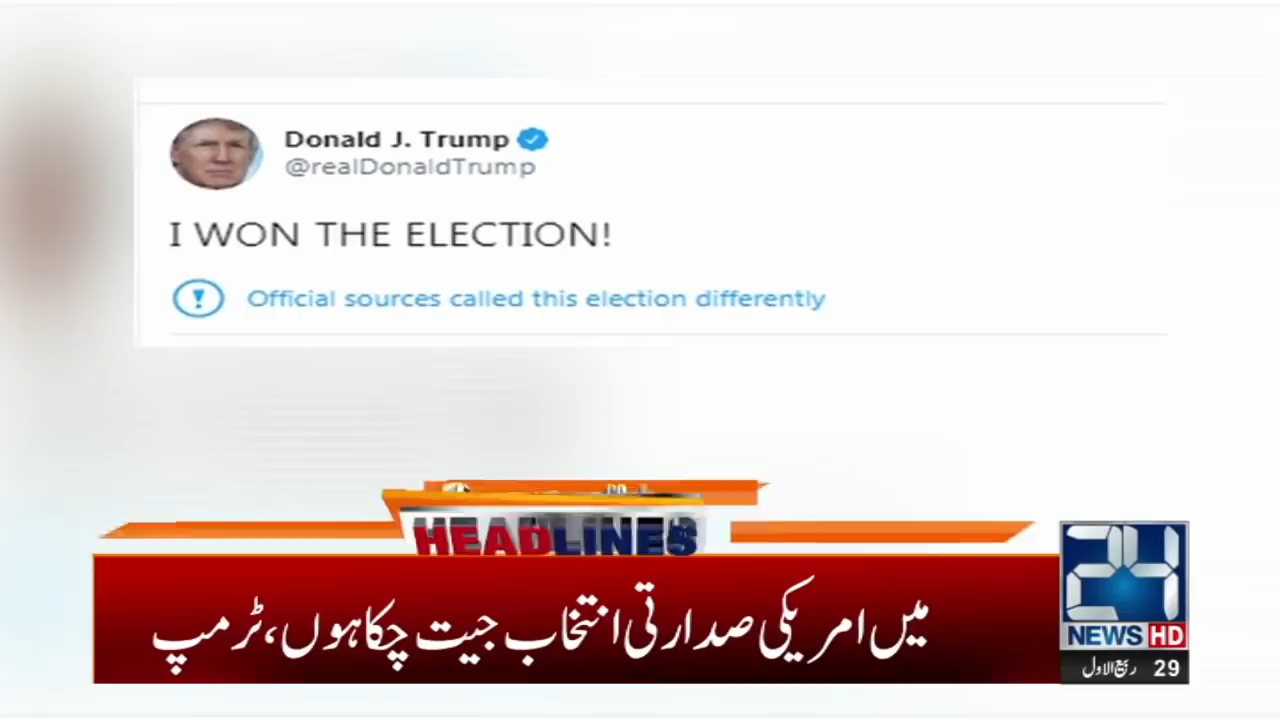 Donald J. Trump
@realDonaldTrump
I WON THE ELECTION!
Official sources called this election differently
HEADLINES
میں امریکی صدارتی انتخاب جیت چکا ہوں، ٹرمپ
24
NEWS HD
29 ربیع الاول